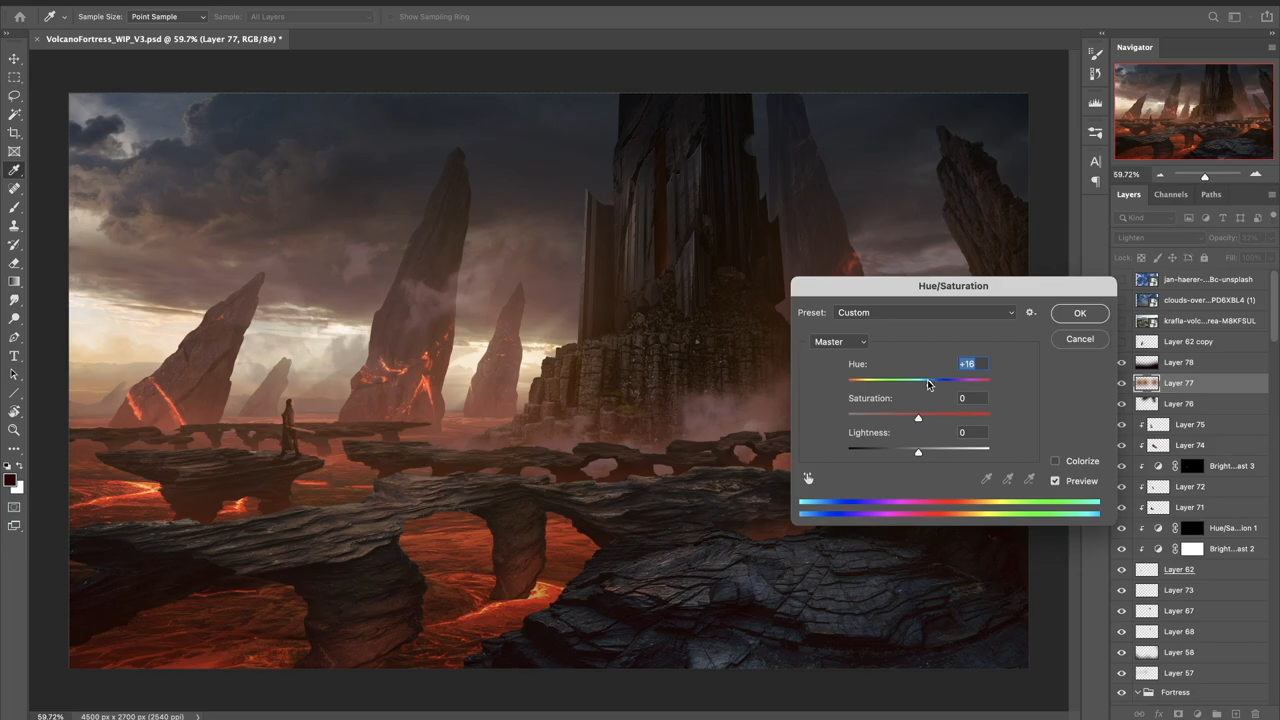 Sample Size: Point Sample Sample: All Layers Show Sampling Ring
× VolcanoFortress_WIP_V3.psd @ 59.7% (Layer 77, RGB/8#) *
Navigator
59.72%
Layers Channels Paths
Kind
Lighten Opacity: 22%
Lock: Fill: 100%
jan-haerer-...Bc-unsplash
clouds-over...PD6XBL4 (1)
krafla-volc...rea-M8KFSUL
Layer 62 copy
Layer 78
Layer 77
Layer 76
Layer 75
Layer 74
Bright...ast 3
Layer 72
Layer 71
Hue/Sa...ion 1
Bright...ast 2
Layer 62
Layer 73
Layer 67
Layer 68
Layer 58
Layer 57
Fortress
Hue/Saturation
Preset: Custom
OK
Cancel
Master
Hue: +16
Saturation: 0
Lightness: 0
Colorize
Preview
59.72% 4500 px x 2700 px (2540 ppi)